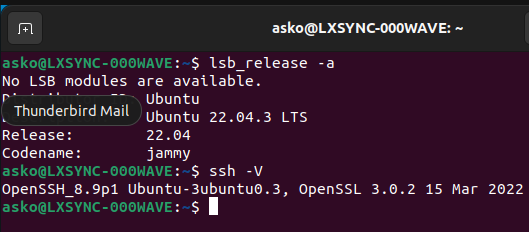 asko@LXSYNC-000WAVE: ~
asko@LXSYNC-000WAVE:~$ lsb_release -a
No LSB modules are available.
Ubuntu
Thunderbird Mail
Ubuntu 22.04.3 LTS
Release: 22.04
Codename: jammy
asko@LXSYNC-000WAVE:~$ ssh -V
OpenSSH_8.9p1 Ubuntu-3ubuntu0.3, OpenSSL 3.0.2 15 Mar 2022
asko@LXSYNC-000WAVE:~$